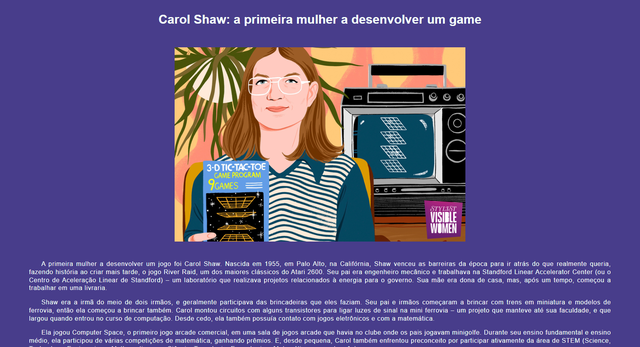 Carol Shaw: a primeira mulher a desenvolver um game
3-D TIC-TAC-TOE
GAME PROGRAM
9 GAMES
STYLIST
VISIBLE
WOMEN
A primeira mulher a desenvolver um jogo foi Carol Shaw. Nascida em 1955, em Palo Alto, na Califórnia, Shaw venceu as barreiras da época para ir atrás do que realmente queria,
fazendo história ao criar mais tarde, o jogo River Raid, um dos maiores clássicos do Atari 2600. Seu pai era engenheiro mecânico e trabalhava na Standford Linear Accelerator Center (ou o
Centro de Aceleração Linear de Standford) – um laboratório que realizava projetos relacionados à energia para o governo. Sua mãe era dona de casa, mas, após um tempo, começou a
trabalhar em uma livraria.
Shaw era a irmã do meio de dois irmãos, e geralmente participava das brincadeiras que eles faziam. Seu pai e irmãos começaram a brincar com trens em miniatura e modelos de
ferrovia, então ela começou a brincar também. Carol montou circuitos com alguns transistores para ligar luzes de sinal na mini ferrovia – um projeto que manteve até sua faculdade, e que
largou quando entrou no curso de computação. Desde cedo, ela também possuía contato com jogos eletrônicos e com a matemática.
Ela jogou Computer Space, o primeiro jogo arcade comercial, em uma sala de jogos arcade que havia no clube onde os pais jogavam minigolfe. Durante seu ensino fundamental e ensino
médio, ela participou de várias competições de matemática, ganhando prêmios. E, desde pequena, Carol também enfrentou preconceito por participar ativamente da área de STEM (Science,